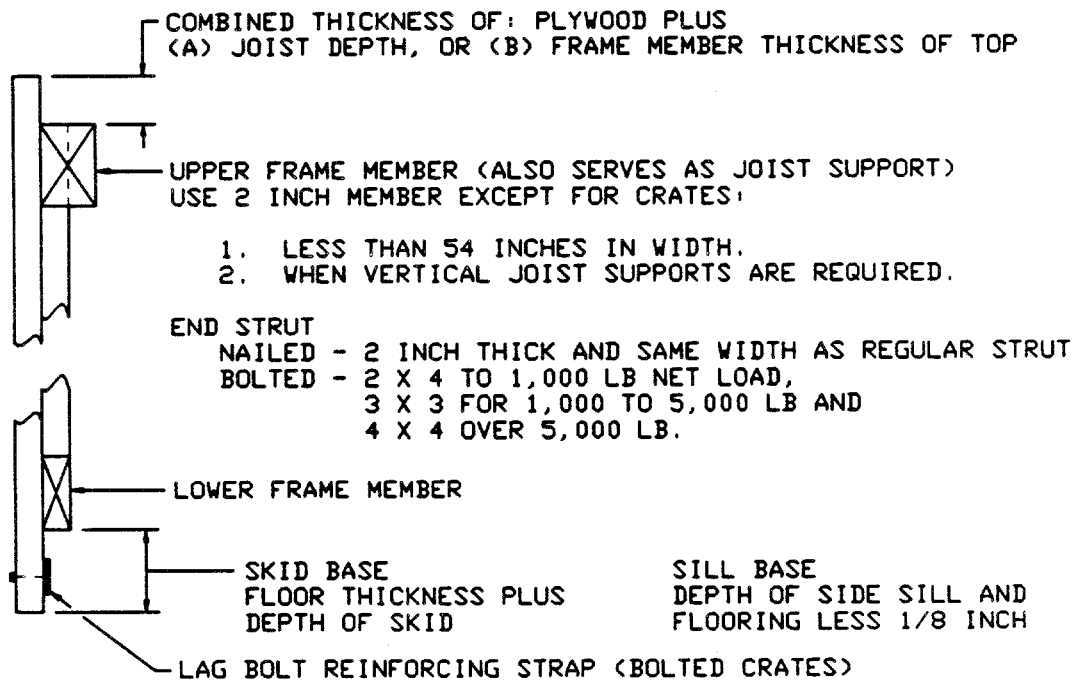 COMBINED THICKNESS OF: PLYWOOD PLUS
(A) JOIST DEPTH, OR (B) FRAME MEMBER THICKNESS OF TOP
UPPER FRAME MEMBER (ALSO SERVES AS JOIST SUPPORT)
USE 2 INCH MEMBER EXCEPT FOR CRATES:
1. LESS THAN 54 INCHES IN WIDTH.
2. WHEN VERTICAL JOIST SUPPORTS ARE REQUIRED.
END STRUT
NAILED - 2 INCH THICK AND SAME WIDTH AS REGULAR STRUT
BOLTED - 2 X 4 TO 1,000 LB NET LOAD,
3 X 3 FOR 1,000 TO 5,000 LB AND
4 X 4 OVER 5,000 LB.
LOWER FRAME MEMBER
SKID BASE
FLOOR THICKNESS PLUS
DEPTH OF SKID
SILL BASE
DEPTH OF SIDE SILL AND
FLOORING LESS 1/8 INCH
LAG BOLT REINFORCING STRAP (BOLTED CRATES)